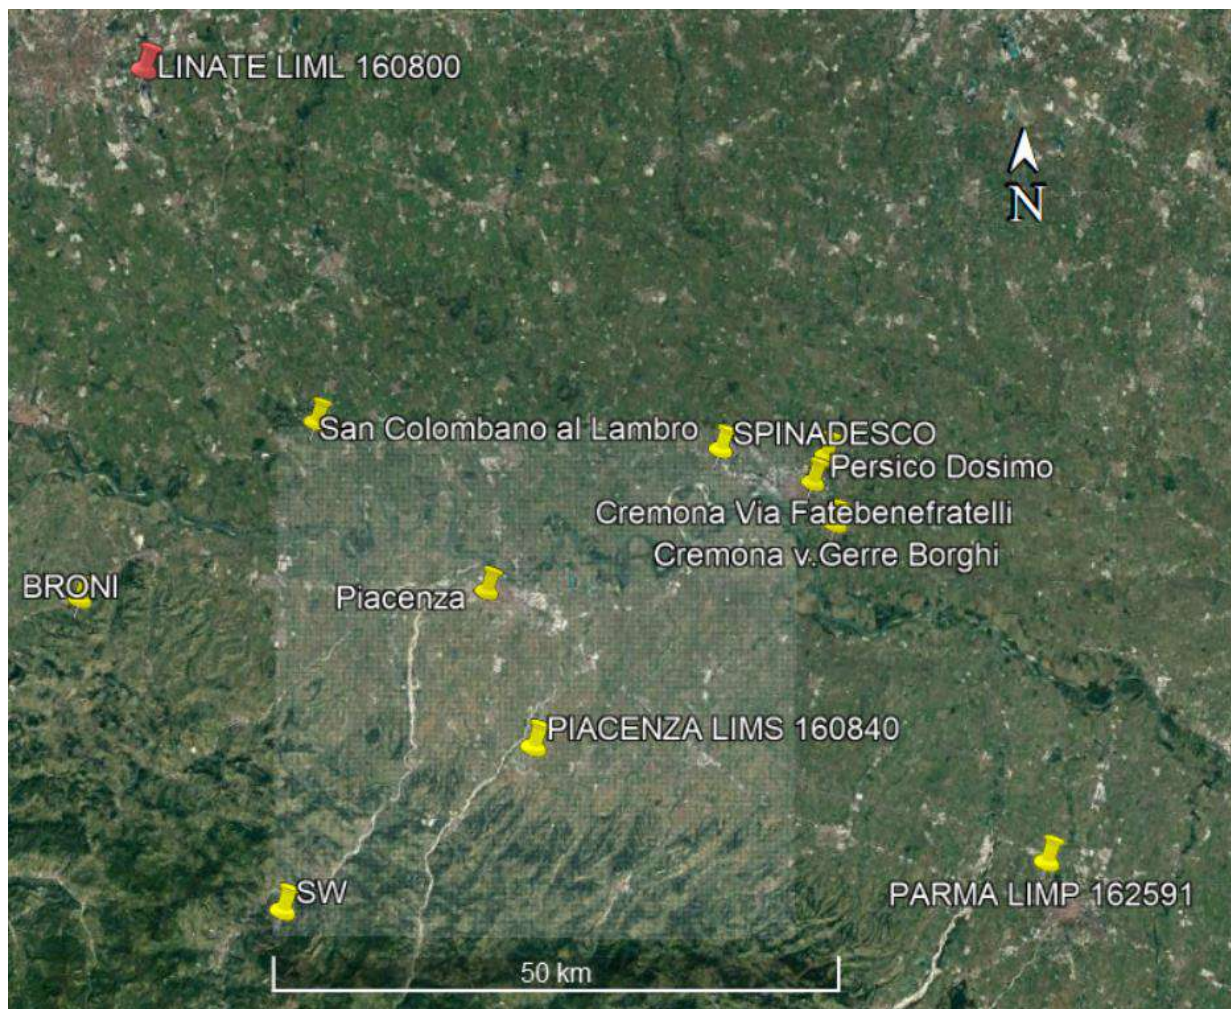 LINATE LIML 160800
N
San Colombano al Lambro
SPINADESCO
Persico Dosimo
Cremona Via Fatebenefratelli
Cremona v.Gerre Borghi
BRONI
Piacenza
PIACENZA LIMS 160840
SW
PARMA LIMP 162591
50 km